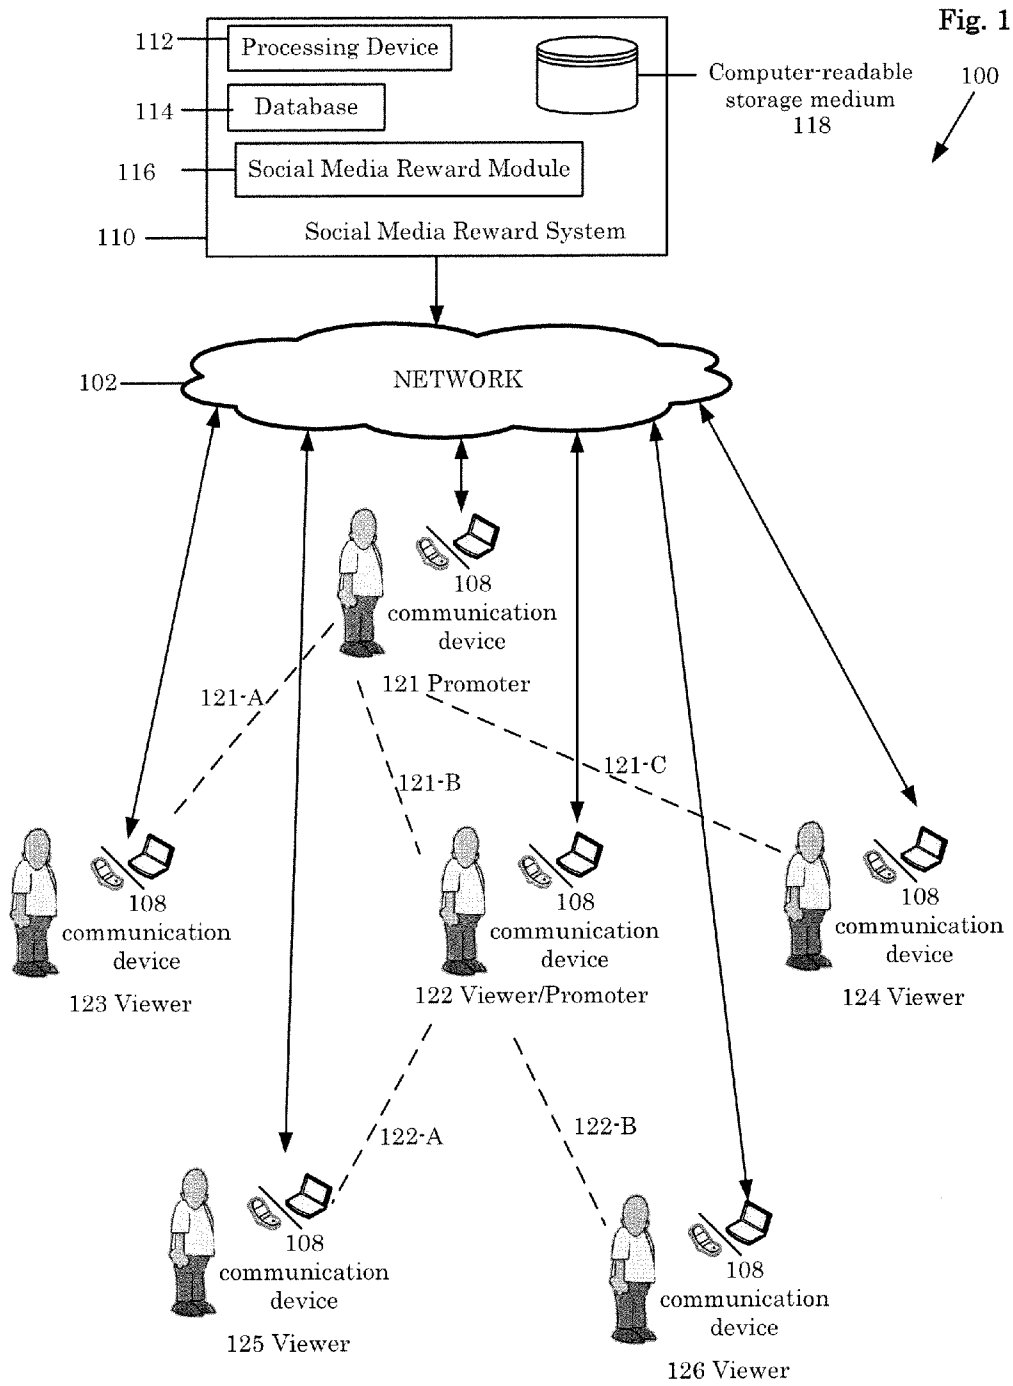 Fig. 1
112
Processing Device
Computer-readable
storage medium
118
100
114
Database
116
Social Media Reward Module
110
Social Media Reward System
102
NETWORK
108
communication
device
121 Promoter
121-A
121-B
121-C
108
communication
device
123 Viewer
108
communication
device
122 Viewer/Promoter
108
communication
device
124 Viewer
122-A
122-B
108
communication
device
125 Viewer
108
communication
device
126 Viewer